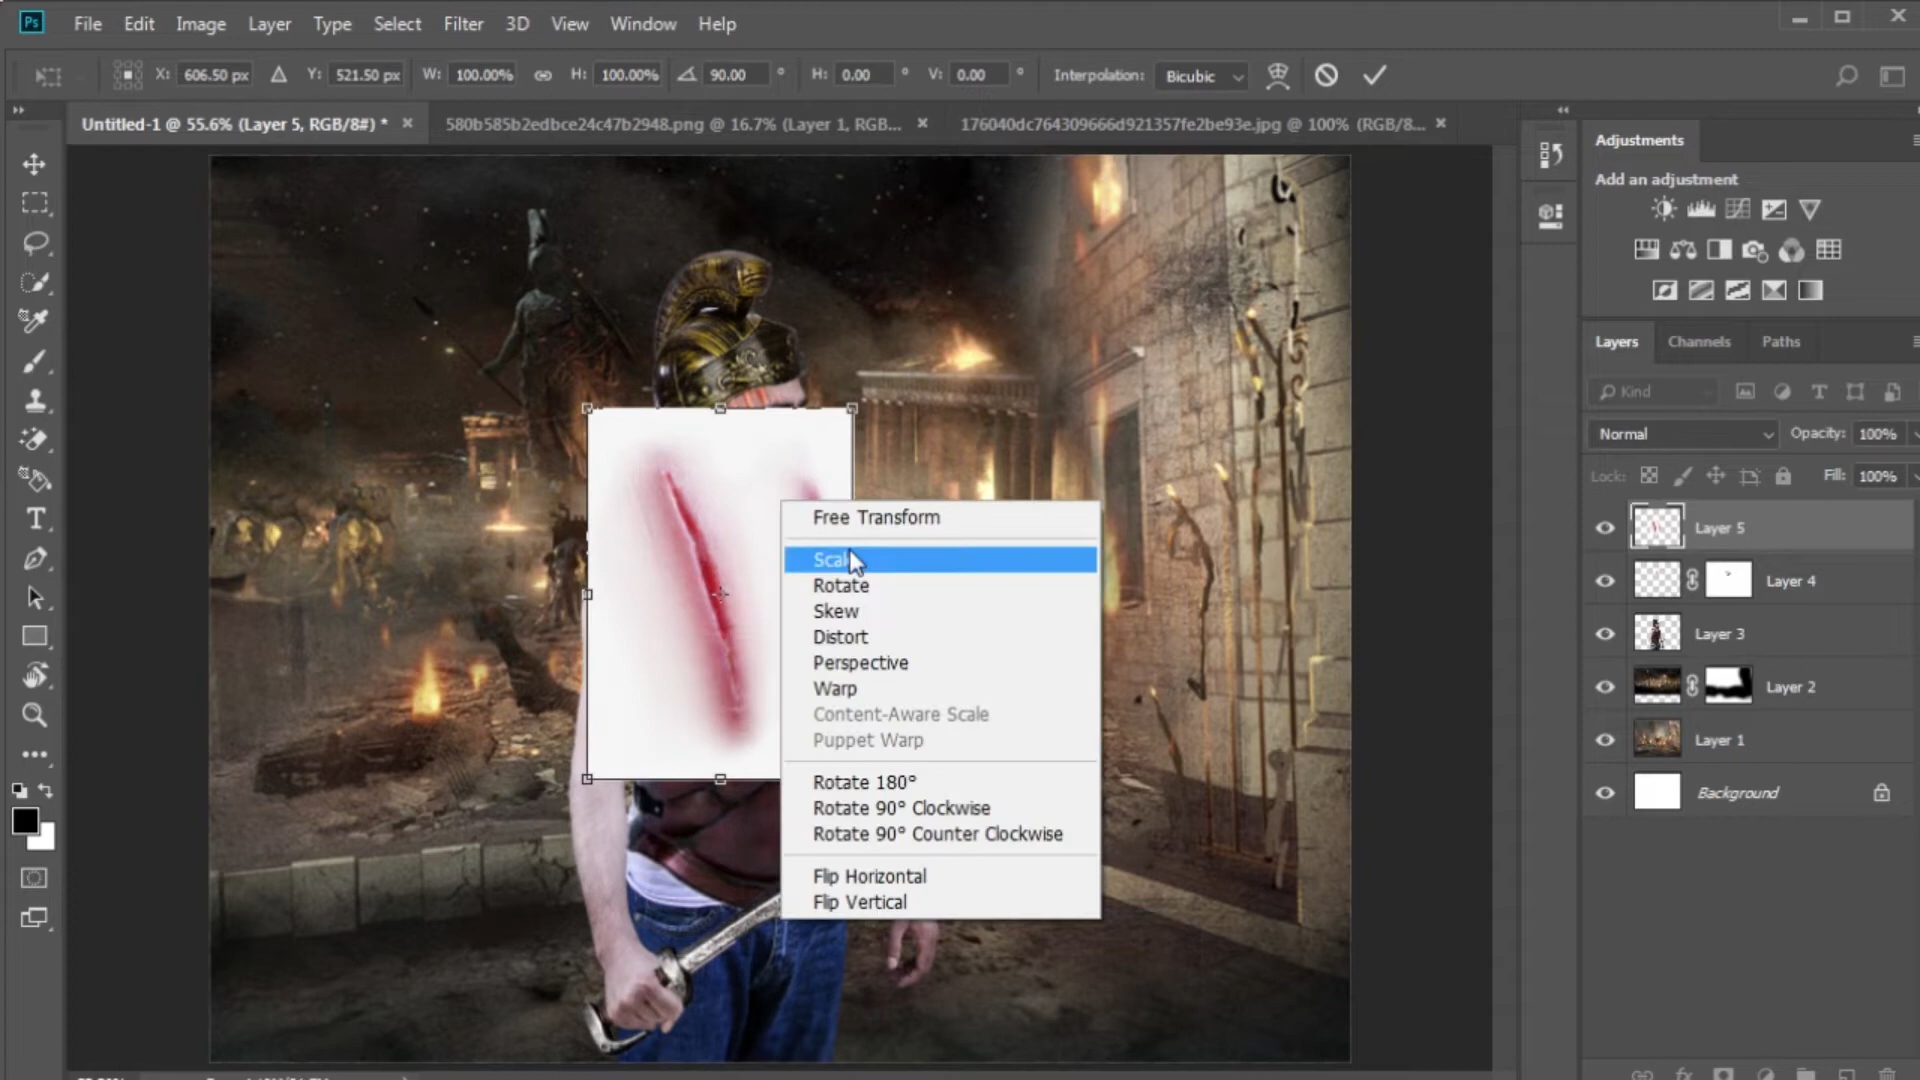 Ps File Edit Image Layer Type Select Filter 3D View Window Help
X: 606.50 px Y: 521.50 px W: 100.00% H: 100.00% 90.00 ° H: 0.00 ° V: 0.00 ° Interpolation: Bicubic
Untitled-1 @ 55.6% (Layer 5, RGB/8#) * × 580b585b2edbce24c47b2948.png @ 16.7% (Layer 1, RGB... × 176040dc764309666d921357fe2be93e.jpg @ 100% (RGB/8... ×
Adjustments
Add an adjustment
Layers Channels Paths
Kind
Normal Opacity: 100%
Lock: Fill: 100%
Layer 5
Layer 4
Layer 3
Layer 2
Layer 1
Background
Free Transform
Scale
Rotate
Skew
Distort
Perspective
Warp
Content-Aware Scale
Puppet Warp
Rotate 180°
Rotate 90° Clockwise
Rotate 90° Counter Clockwise
Flip Horizontal
Flip Vertical